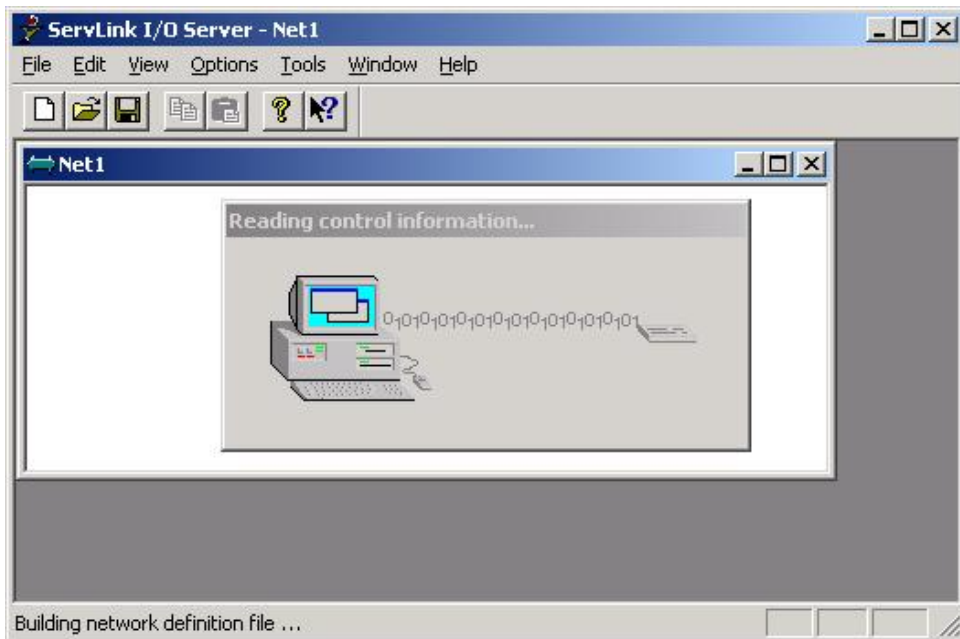 ServLink I/O Server - Net1
File Edit View Options Tools Window Help
Net1
Reading control information...
0101010101010101010101010101
Building network definition file ...